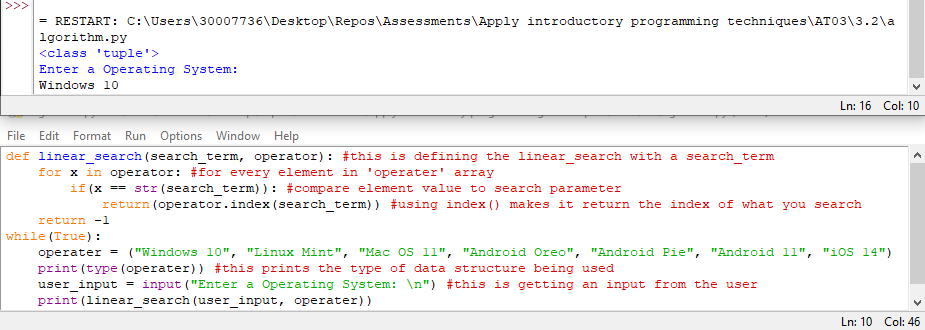 >>>
= RESTART: C:\Users\30007736\Desktop\Repos\Assessments\Apply introductory programming techniques\AT03\3.2\a
lgorithm.py
<class 'tuple'>
Enter a Operating System:
Windows 10
Ln: 16 Col: 10
File Edit Format Run Options Window Help
def linear_search(search_term, operator): #this is defining the linear_search with a search_term
    for x in operator: #for every element in 'operater' array
        if(x == str(search_term)): #compare element value to search parameter
            return(operator.index(search_term)) #using index() makes it return the index of what you search
    return -1
while(True):
    operater = ("Windows 10", "Linux Mint", "Mac OS 11", "Android Oreo", "Android Pie", "Android 11", "iOS 14")
    print(type(operater)) #this prints the type of data structure being used
    user_input = input("Enter a Operating System: \n") #this is getting an input from the user
    print(linear_search(user_input, operater))
Ln: 10 Col: 46